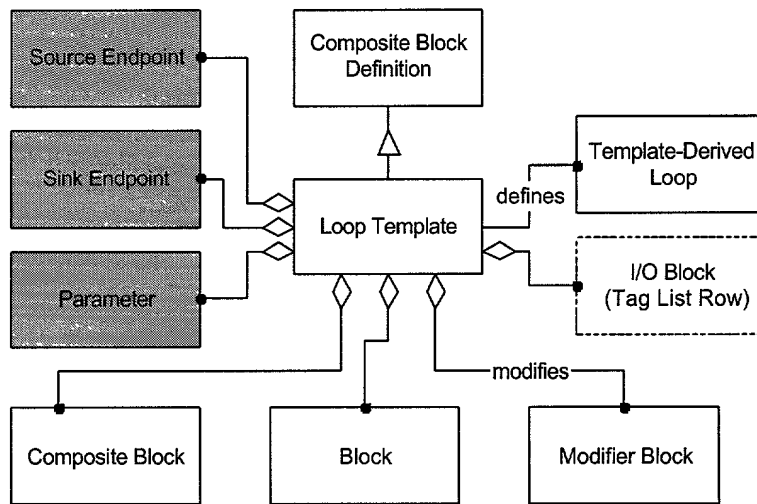 Source Endpoint
Composite Block
Definition
Sink Endpoint
Template-Derived
Loop
defines
Loop Template
Parameter
I/O Block
(Tag List Row)
modifies
Composite Block
Block
Modifier Block